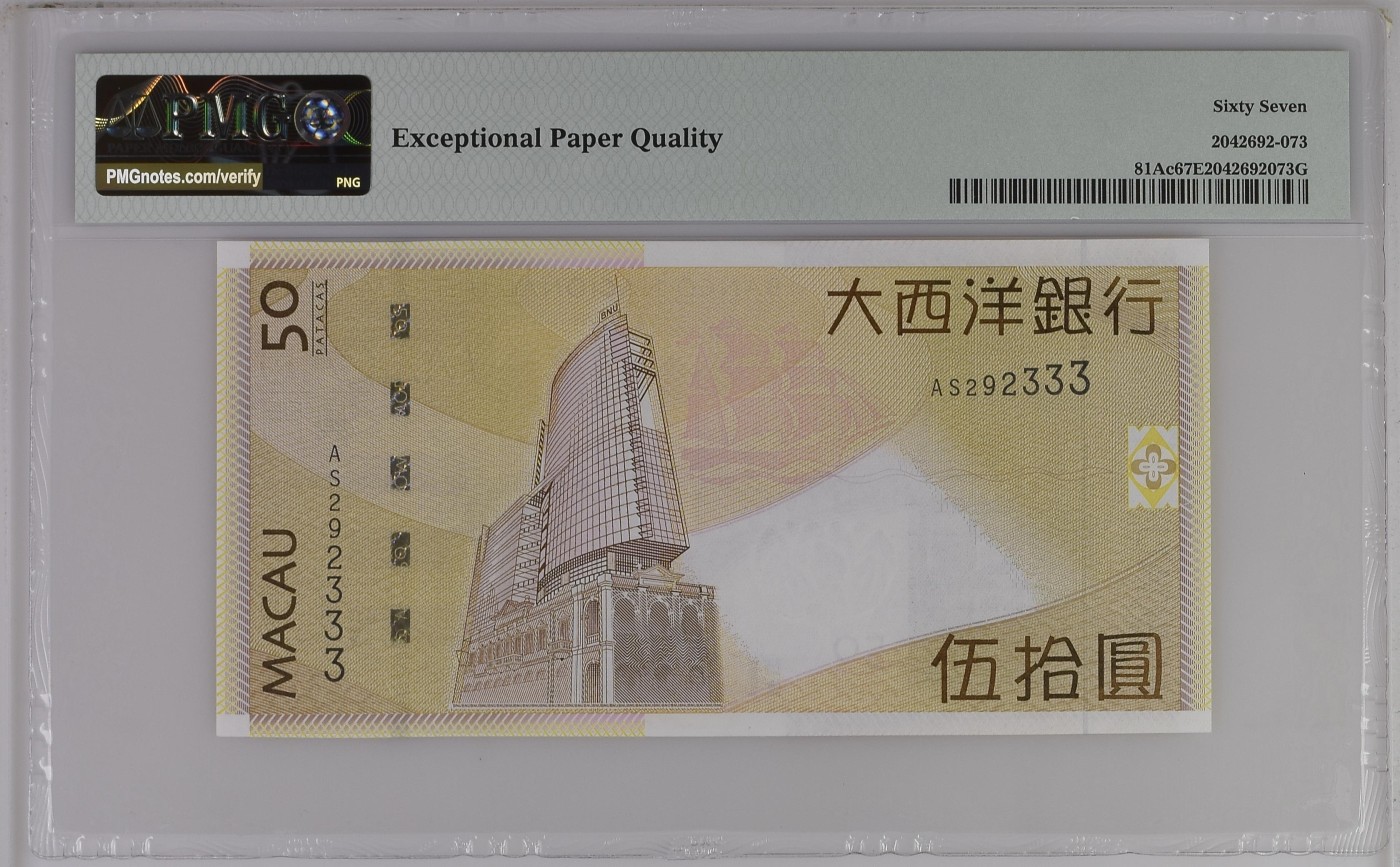 PMG
PMGnotes.com/verify
PNG
Exceptional Paper Quality
Sixty Seven
2042692-073
81Ac67E2042692073G
50
PATACAS
BNU
大西洋銀行
AS292333
AS292333
MACAU
伍拾圓